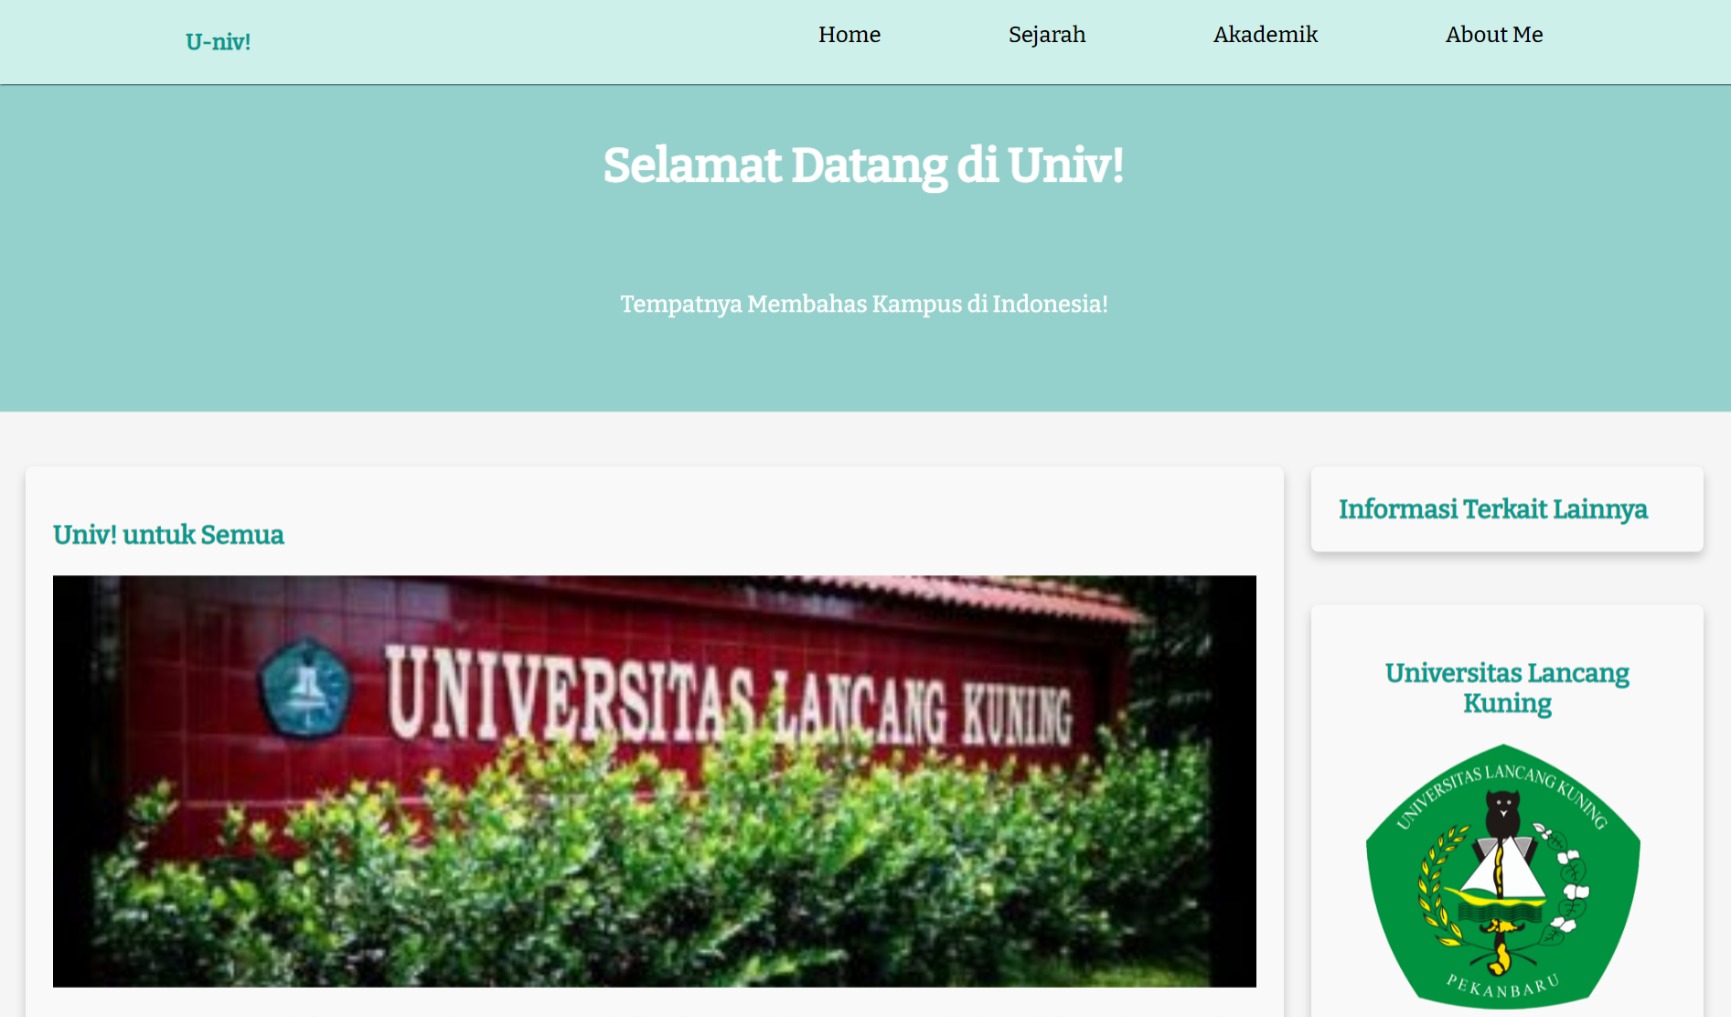 U-niv!
Home
Sejarah
Akademik
About Me
Selamat Datang di Univ!
Tempatnya Membahas Kampus di Indonesia!
Univ! untuk Semua
UNIVERSITAS LANCANG KUNING
Informasi Terkait Lainnya
Universitas Lancang
Kuning
UNIVERSITAS LANCANG KUNING
PEKANBARU